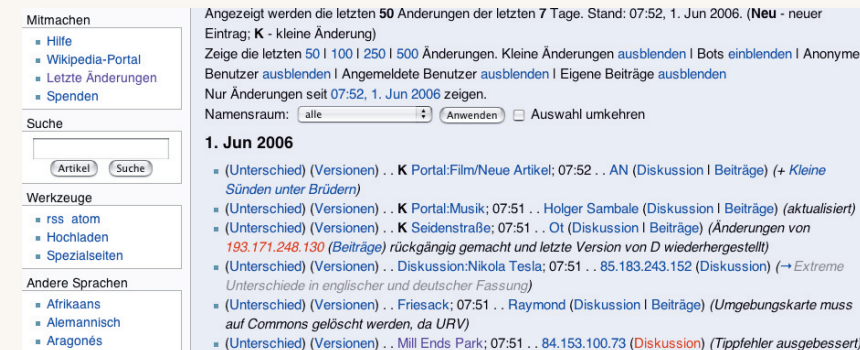 Mitmachen
Hilfe
Wikipedia-Portal
Letzte Änderungen
Spenden
Suche
Artikel Suche
Werkzeuge
rss atom
Hochladen
Spezialseiten
Andere Sprachen
Afrikaans
Alemannisch
Aragonés
Angezeigt werden die letzten 50 Änderungen der letzten 7 Tage. Stand: 07:52, 1. Jun 2006. (Neu - neuer
Eintrag; K - kleine Änderung)
Zeige die letzten 50 | 100 | 250 | 500 Änderungen. Kleine Änderungen ausblenden | Bots einblenden | Anonyme
Benutzer ausblenden | Angemeldete Benutzer ausblenden | Eigene Beiträge ausblenden
Nur Änderungen seit 07:52, 1. Jun 2006 zeigen.
Namensraum: alle Anwenden Auswahl umkehren
1. Jun 2006
(Unterschied) (Versionen) . . K Portal:Film/Neue Artikel; 07:52 . . AN (Diskussion | Beiträge) (+ Kleine
Sünden unter Brüdern)
(Unterschied) (Versionen) . . K Portal:Musik; 07:51 . . Holger Sambale (Diskussion | Beiträge) (aktualisiert)
(Unterschied) (Versionen) . . K Seidenstraße; 07:51 . . Ot (Diskussion | Beiträge) (Änderungen von
193.171.248.130 (Beiträge) rückgängig gemacht und letzte Version von D wiederhergestellt)
(Unterschied) (Versionen) . . Diskussion:Nikola Tesla; 07:51 . . 85.183.243.152 (Diskussion) (→Extreme
Unterschiede in englischer und deutscher Fassung)
(Unterschied) (Versionen) . . Friesack; 07:51 . . Raymond (Diskussion | Beiträge) (Umgebungskarte muss
auf Commons gelöscht werden, da URV)
(Unterschied) (Versionen) . . Mill Ends Park; 07:51 . . 84.153.100.73 (Diskussion) (Tippfehler ausgebessert)